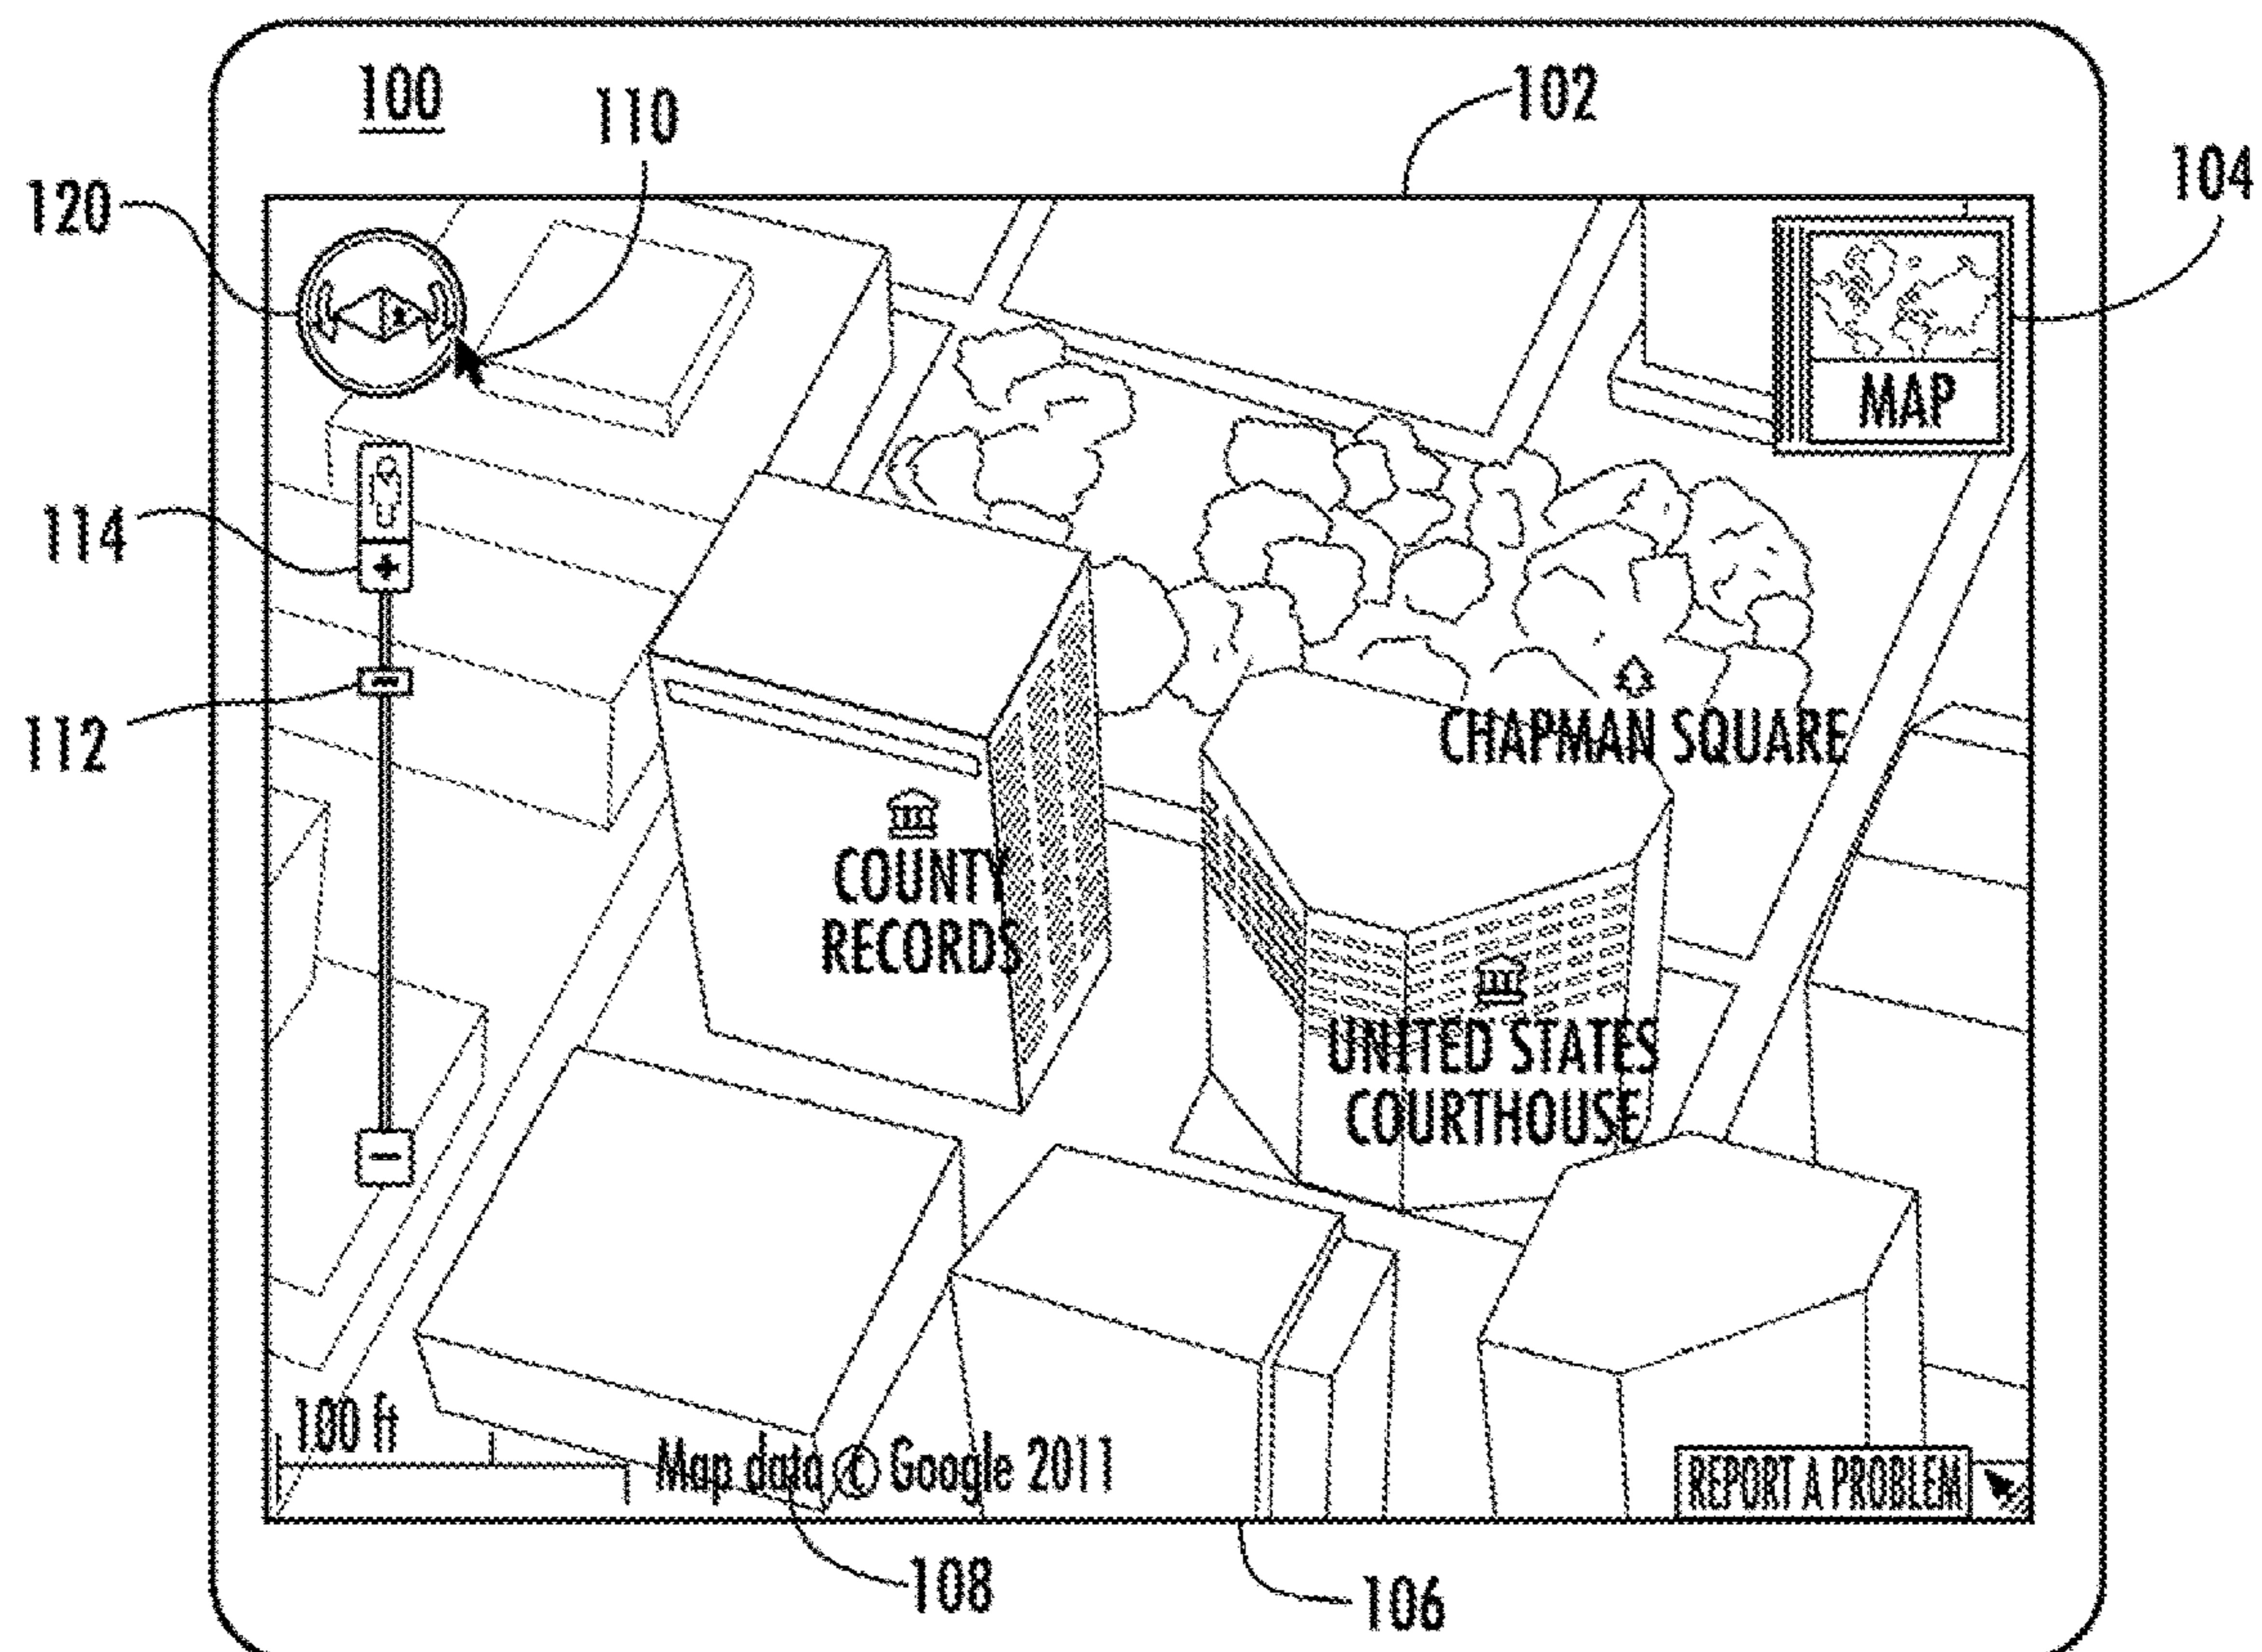 100
110
102
104
120
MAP
114
+
112
CHAPMAN SQUARE
COUNTY
RECORDS
UNITED STATES
COURTHOUSE
−
100 ft
Map data © Google 2011
REPORT A PROBLEM
108
106